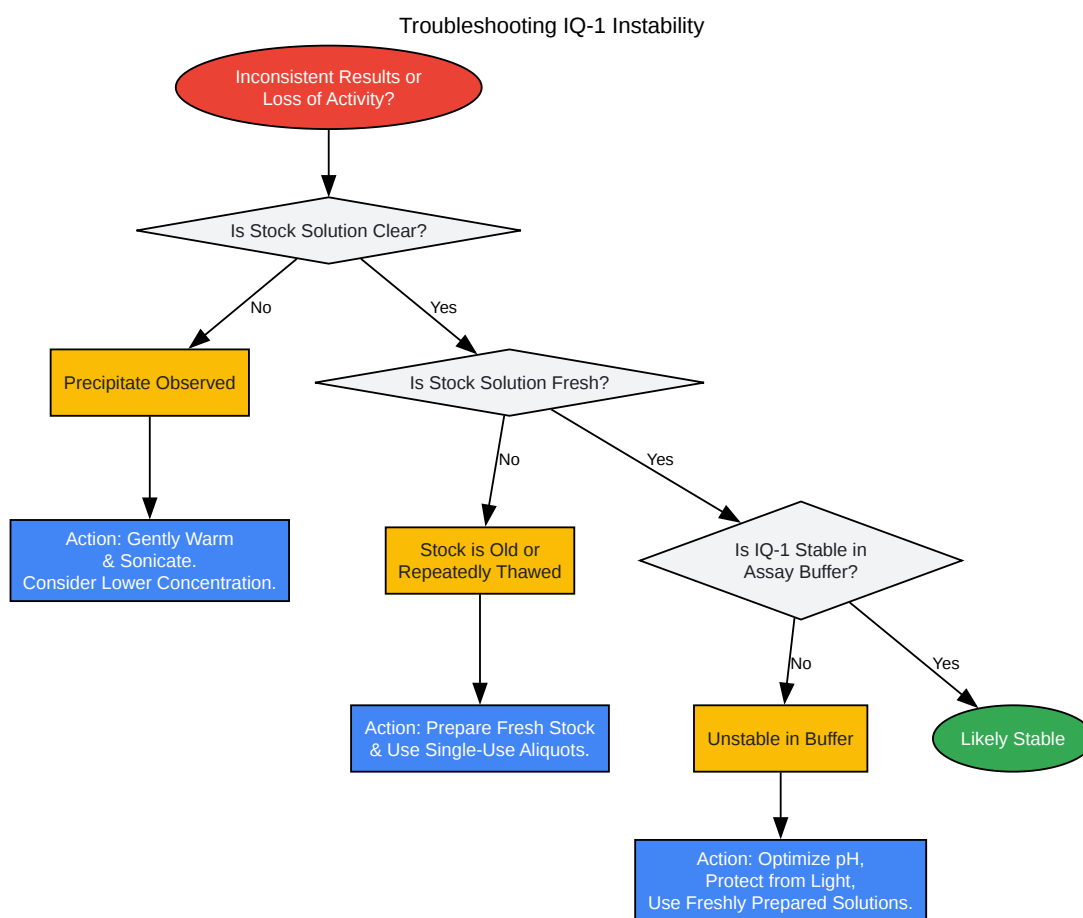 Troubleshooting IQ-1 Instability
Inconsistent Results or
Loss of Activity?
Is Stock Solution Clear?
No
Yes
Precipitate Observed
Is Stock Solution Fresh?
No
Yes
Action: Gently Warm
& Sonicate.
Consider Lower Concentration.
Stock is Old or
Repeatedly Thawed
Is IQ-1 Stable in
Assay Buffer?
No
Yes
Action: Prepare Fresh Stock
& Use Single-Use Aliquots.
Unstable in Buffer
Likely Stable
Action: Optimize pH,
Protect from Light,
Use Freshly Prepared Solutions.